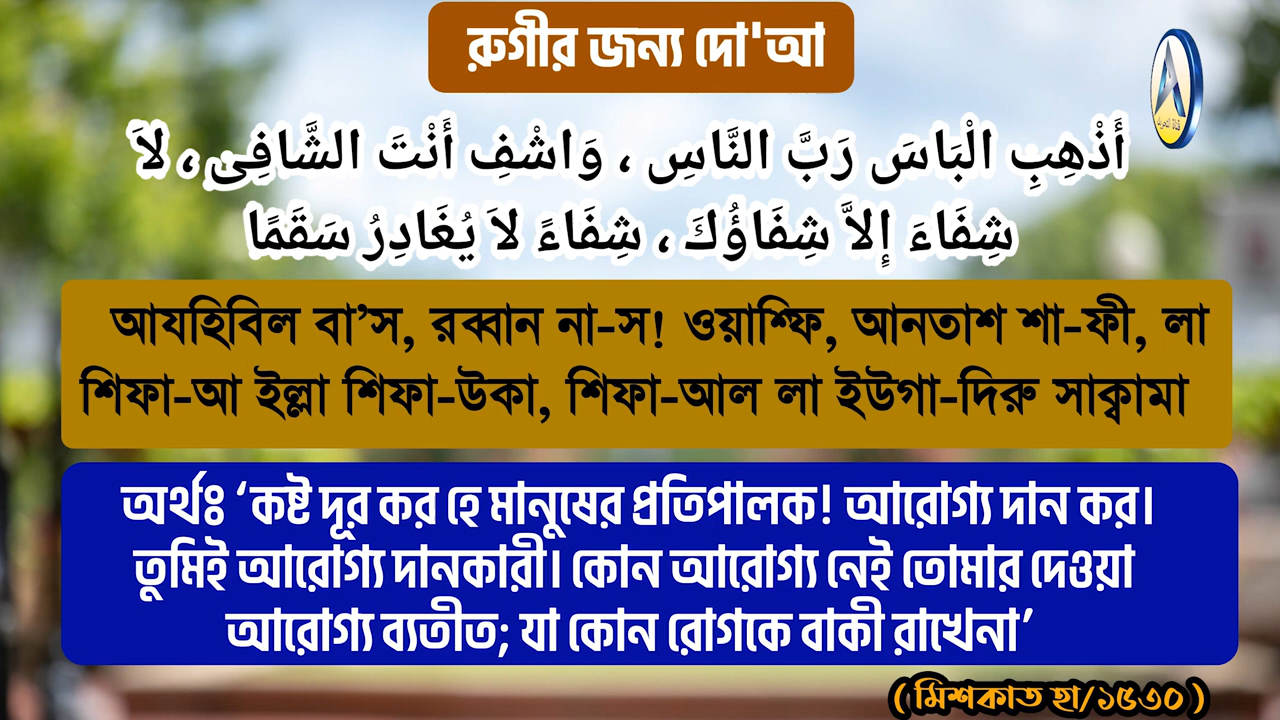 রুগীর জন্য দো'আ
أَذْهِبِ الْبَاسَ رَبَّ النَّاسِ ، وَاشْفِ أَنْتَ الشَّافِى ، لاَ
شِفَاءَ إِلاَّ شِفَاؤُكَ ، شِفَاءً لاَ يُغَادِرُ سَقَمًا
আযহিবিল বা’স, রব্বান না-স! ওয়াশ্ফি, আনতাশ শা-ফী, লা
শিফা-আ ইল্লা শিফা-উকা, শিফা-আল লা ইউগা-দিরু সাক্বামা
অর্থঃ ‘কষ্ট দূর কর হে মানুষের প্রতিপালক! আরোগ্য দান কর।
তুমিই আরোগ্য দানকারী। কোন আরোগ্য নেই তোমার দেওয়া
আরোগ্য ব্যতীত; যা কোন রোগকে বাকী রাখেনা’
( মিশকাত হা/১৫৩০ )